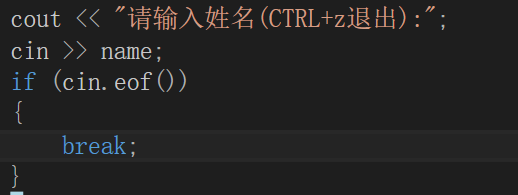 cout << "请输入姓名(CTRL+z退出):";
cin >> name;
if (cin.eof())
{
    break;
}